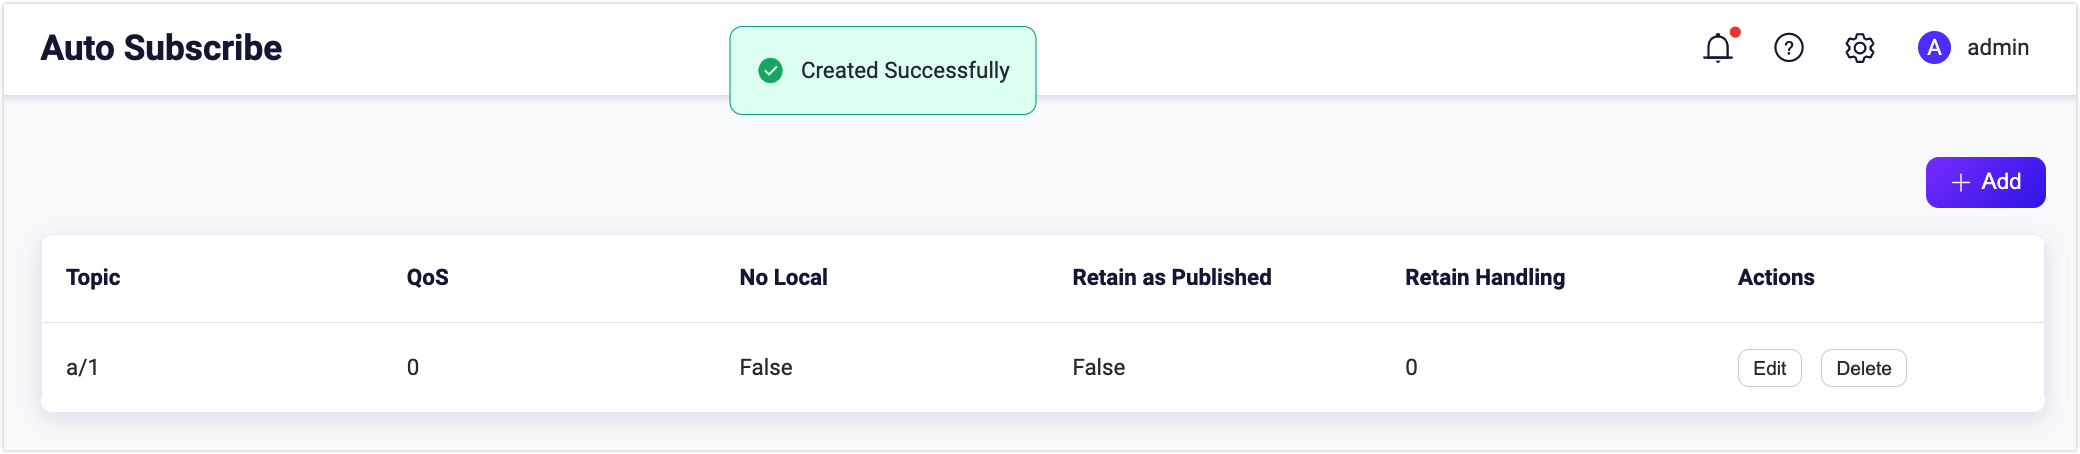 Auto Subscribe
Created Successfully
A admin
+ Add
Topic QoS No Local Retain as Published Retain Handling Actions
a/1 0 False False 0 Edit Delete